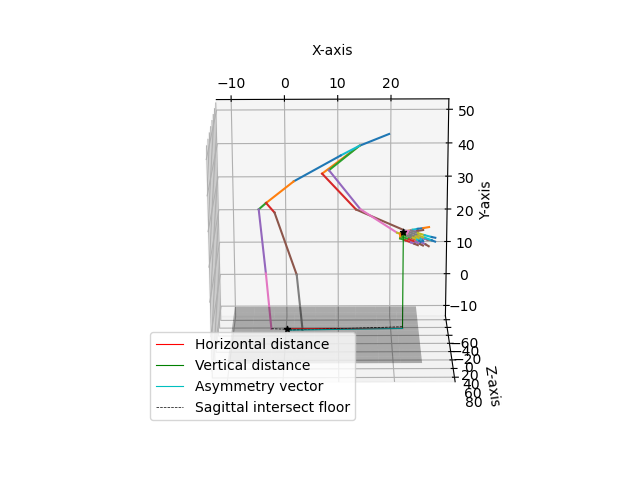 X-axis
−10 0 10 20
50
40
30
Y-axis
20
10
0
−10
−60
−40
−20
0
20
40
60
80
Z-axis
Horizontal distance
Vertical distance
Asymmetry vector
Sagittal intersect floor